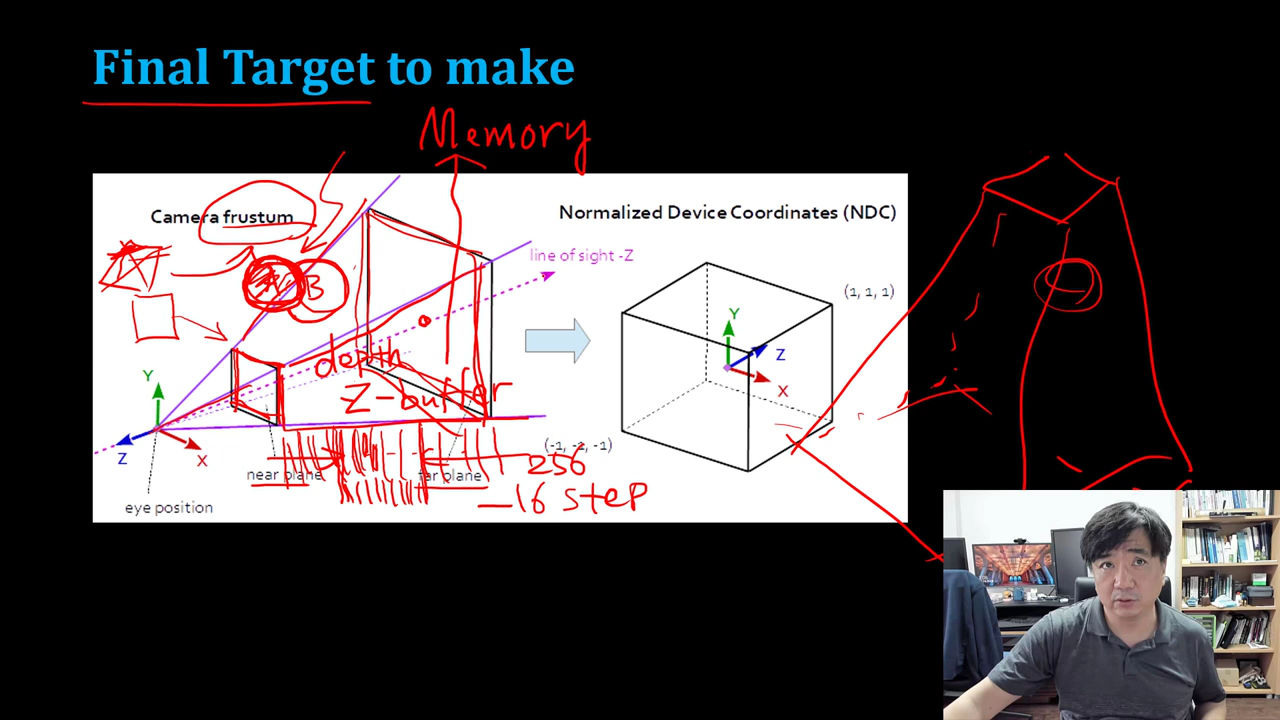 Final Target to make
Memory
Camera frustum
Normalized Device Coordinates (NDC)
line of sight -Z
A B
(1, 1, 1)
Y
Z
X
depth
Z-buffer
Y
Z
X
(-1, -1, -1)
near plane
far plane
256
16 step
eye position